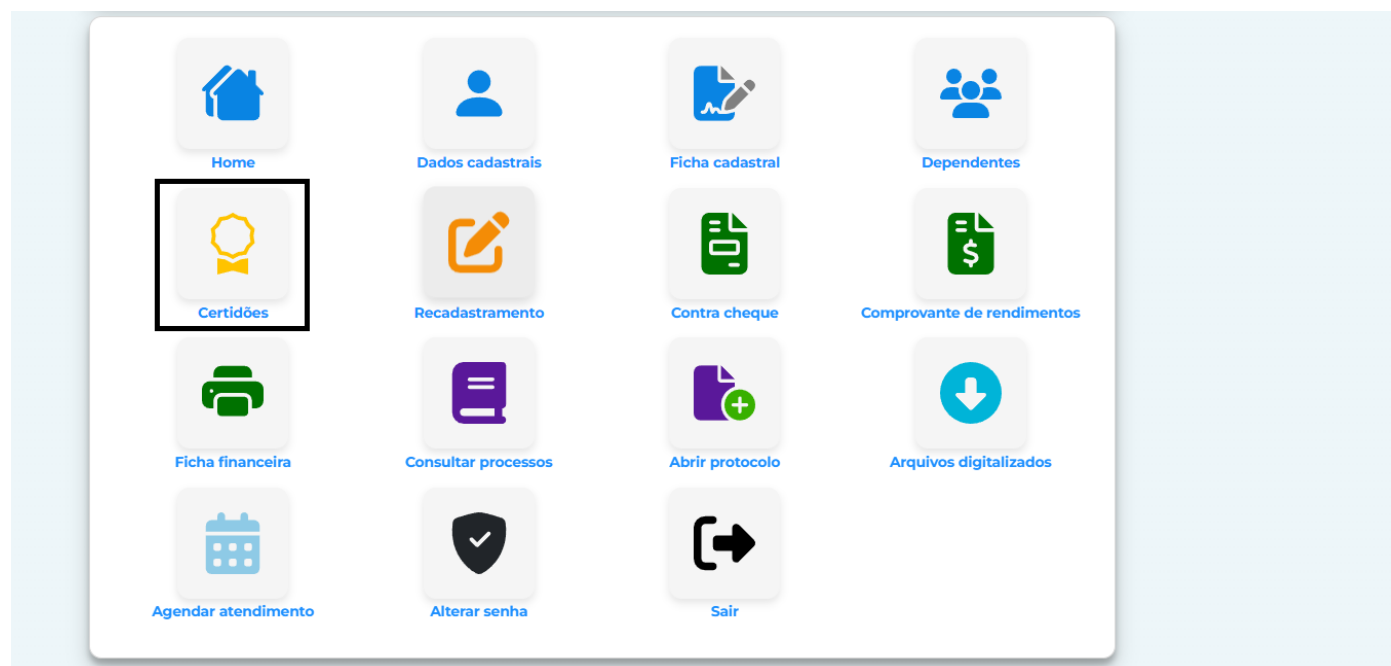 Home
Dados cadastrais
Ficha cadastral
Dependentes
Certidões
Recadastramento
Contra cheque
Comprovante de rendimentos
Ficha financeira
Consultar processos
Abrir protocolo
Arquivos digitalizados
Agendar atendimento
Alterar senha
Sair